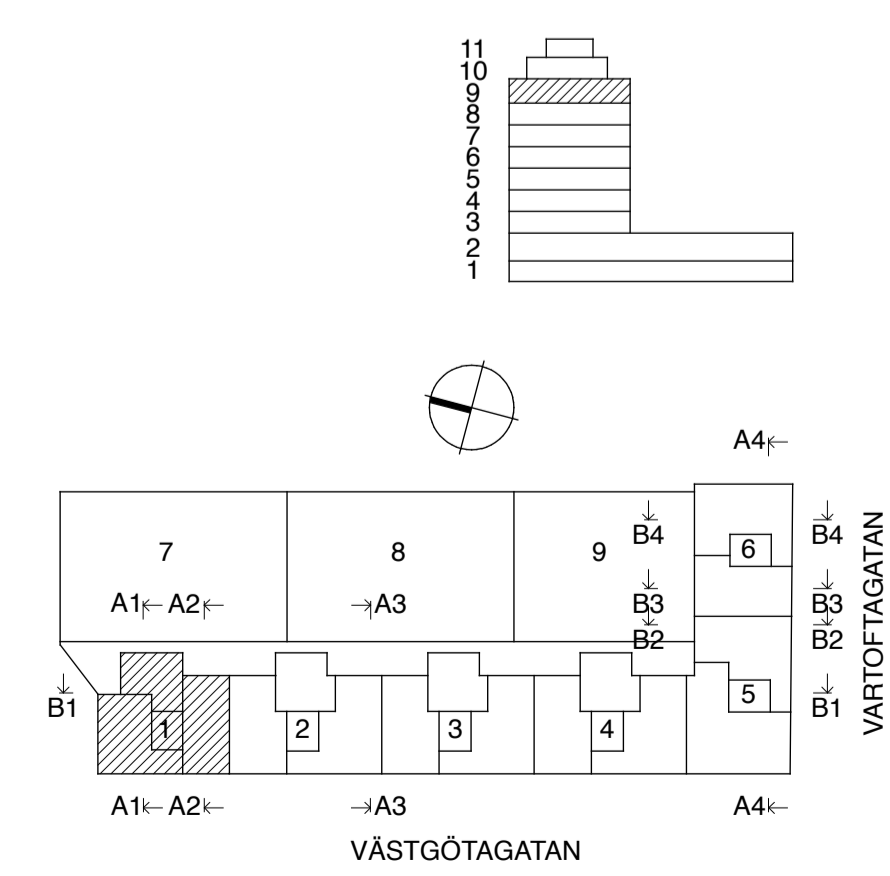 11
10
9
8
7
6
5
4
3
2
1
A4
7 8 9 B4 6 B4
A1 A2 A3 B3 B3
B2 B2
B1 5 B1
1 2 3 4
A1 A2 A3 A4
VÄSTGÖTAGATAN
VARTOFTAGATAN